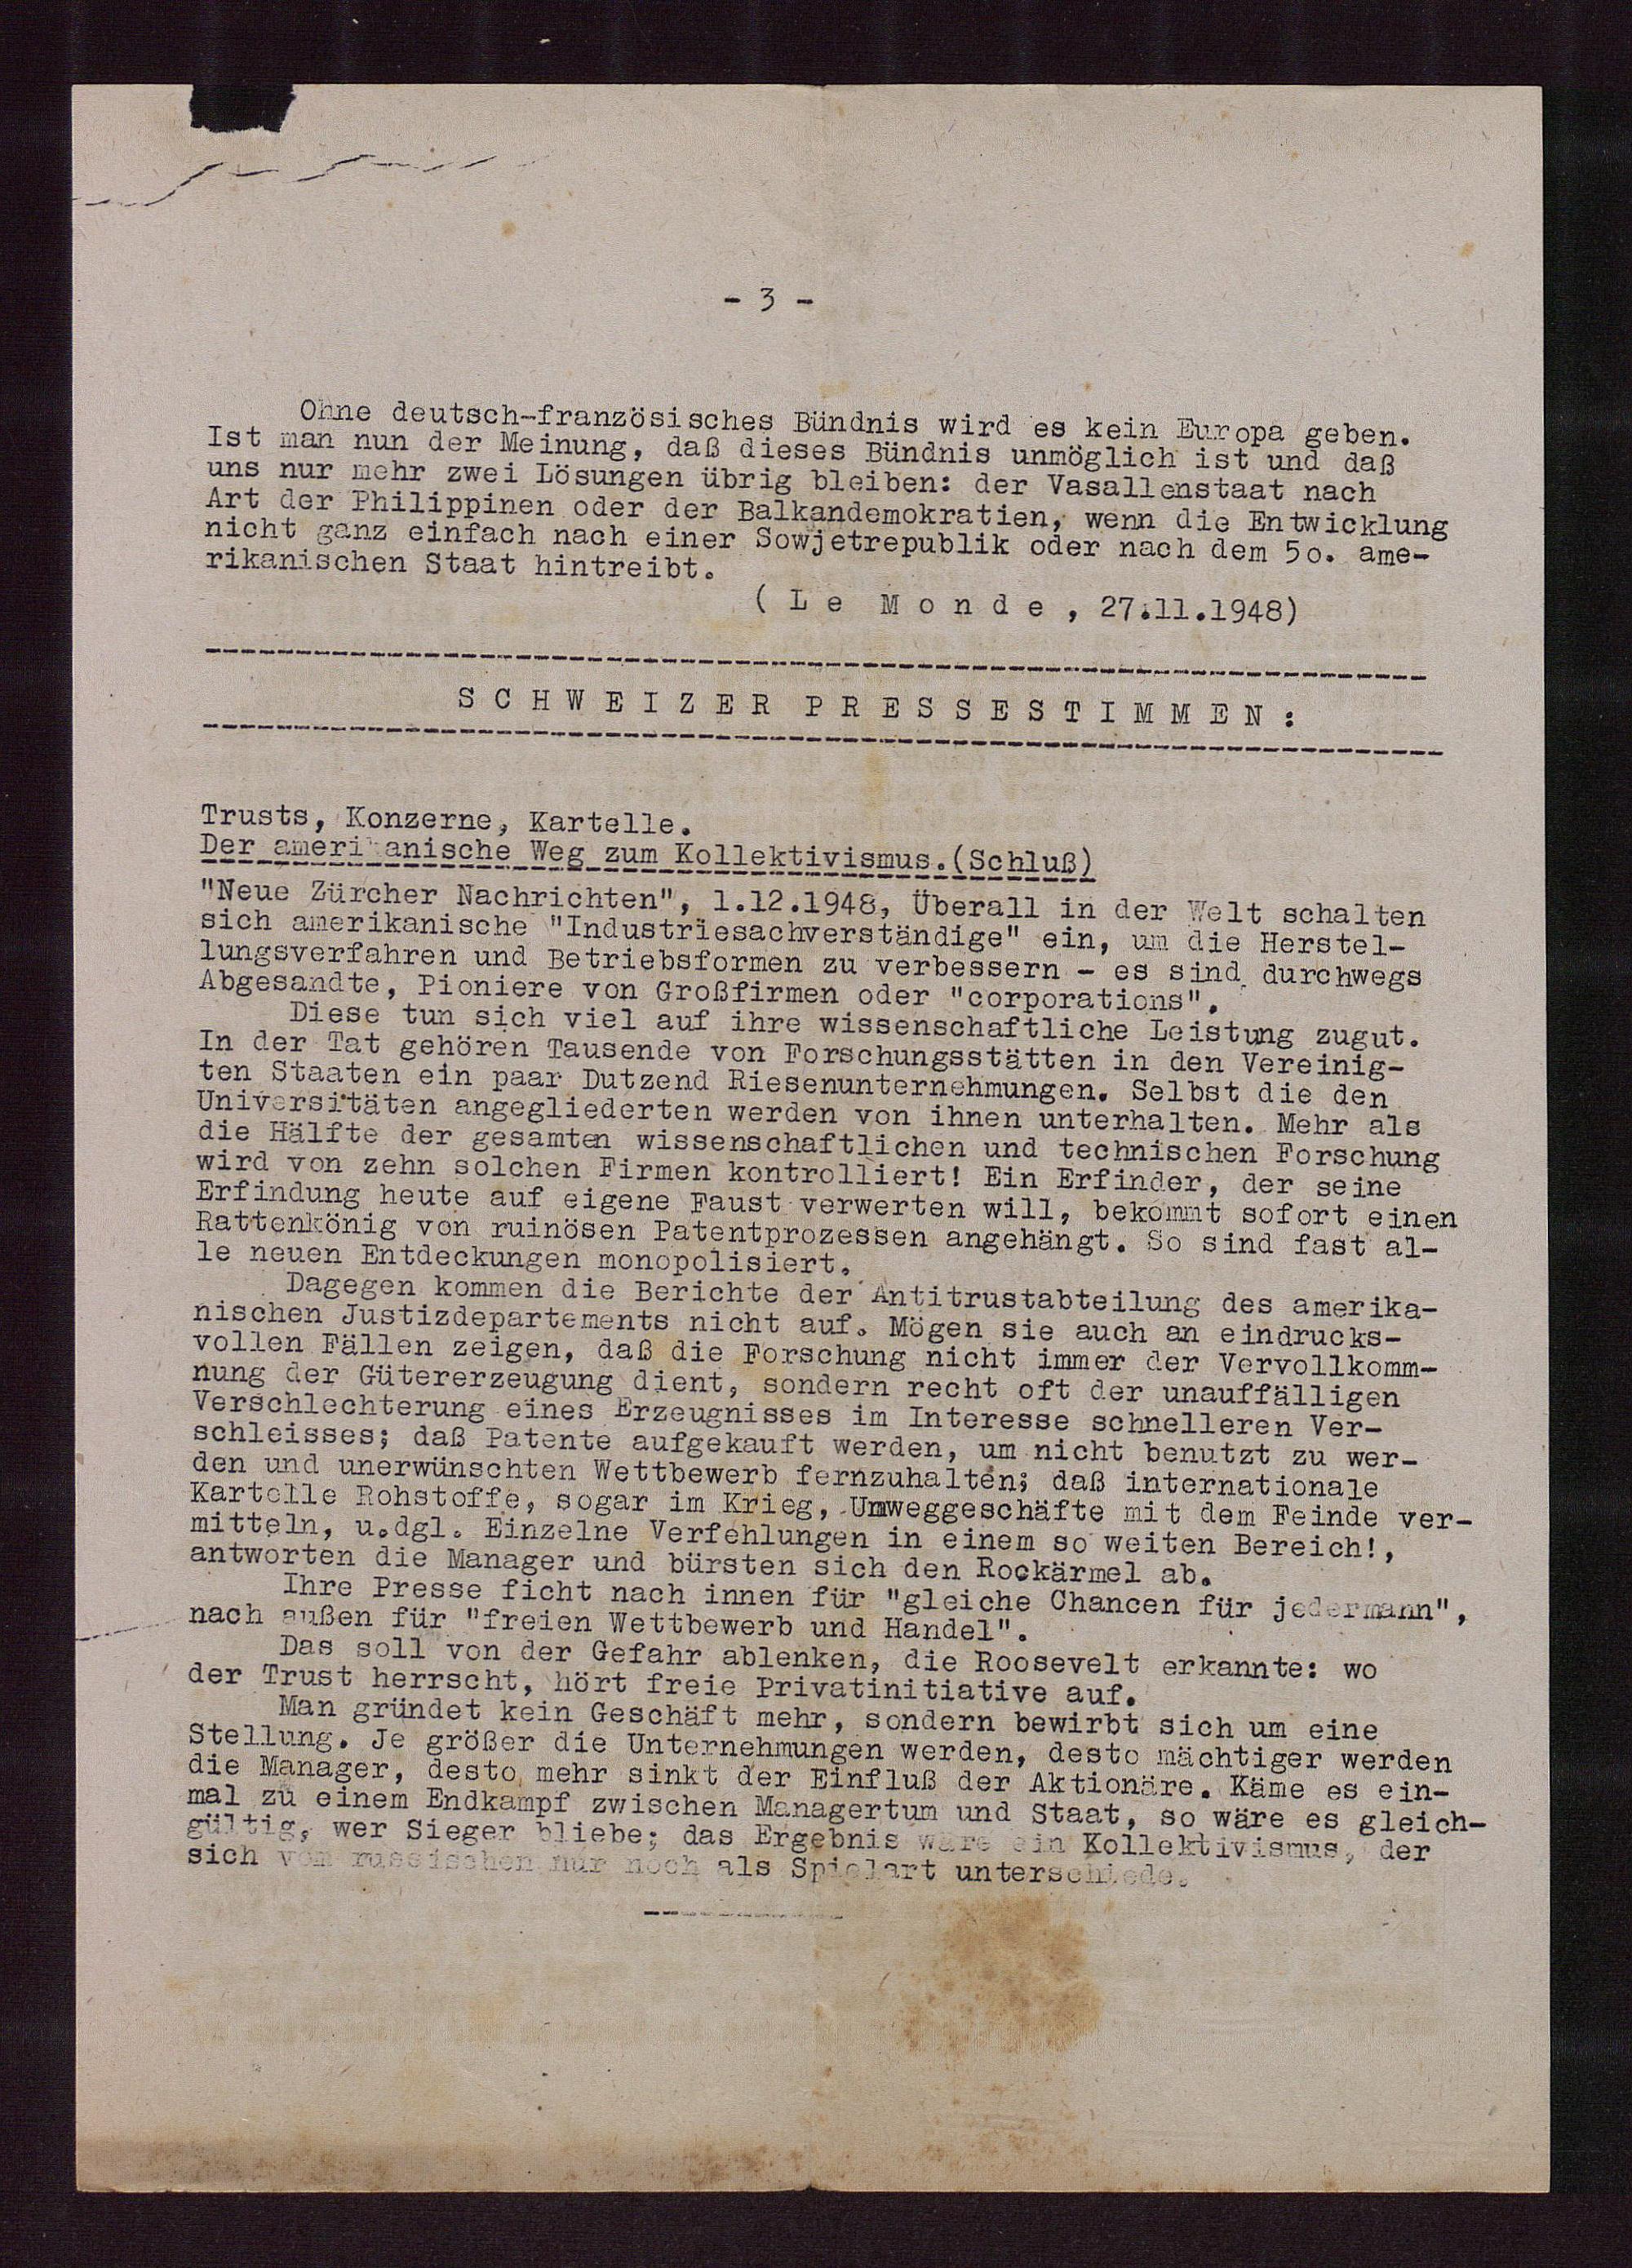 - 3 -
Ohne deutsch-französisches Bündnis wird es kein Europa geben.
Ist man nun der Meinung, daß dieses Bündnis unmöglich ist und daß
uns nur mehr zwei Lösungen übrig bleiben: der Vasallenstaat nach
Art der Philippinen oder der Balkandemokratien, wenn die Entwicklung
nicht ganz einfach nach einer Sowjetrepublik oder nach dem 5o. ame-
rikanischen Staat hintreibt.
( L e  M o n d e , 27.11.1948)
S C H W E I Z E R  P R E S S E S T I M M E N :
Trusts, Konzerne, Kartelle.
Der amerikanische Weg zum Kollektivismus.(Schluß)
"Neue Zürcher Nachrichten", 1.12.1948, Überall in der Welt schalten
sich amerikanische "Industriesachverständige" ein, um die Herstel-
lungsverfahren und Betriebsformen zu verbessern - es sind durchwegs
Abgesandte, Pioniere von Großfirmen oder "corporations".
Diese tun sich viel auf ihre wissenschaftliche Leistung zugut.
In der Tat gehören Tausende von Forschungsstätten in den Vereinig-
ten Staaten ein paar Dutzend Riesenunternehmungen. Selbst die den
Universitäten angegliederten werden von ihnen unterhalten. Mehr als
die Hälfte der gesamten wissenschaftlichen und technischen Forschung
wird von zehn solchen Firmen kontrolliert! Ein Erfinder, der seine
Erfindung heute auf eigene Faust verwerten will, bekommt sofort einen
Rattenkönig von ruinösen Patentprozessen angehängt. So sind fast al-
le neuen Entdeckungen monopolisiert.
Dagegen kommen die Berichte der Antitrustabteilung des amerika-
nischen Justizdepartements nicht auf. Mögen sie auch an eindrucks-
vollen Fällen zeigen, daß die Forschung nicht immer der Vervollkomm-
nung der Gütererzeugung dient, sondern recht oft der unauffälligen
Verschlechterung eines Erzeugnisses im Interesse schnelleren Ver-
schleisses; daß Patente aufgekauft werden, um nicht benutzt zu wer-
den und unerwünschten Wettbewerb fernzuhalten; daß internationale
Kartelle Rohstoffe, sogar im Krieg, Umweggeschäfte mit dem Feinde ver-
mitteln, u.dgl. Einzelne Verfehlungen in einem so weiten Bereich!,
antworten die Manager und bürsten sich den Rockärmel ab.
Ihre Presse ficht nach innen für "gleiche Chancen für jedermann",
nach außen für "freien Wettbewerb und Handel".
Das soll von der Gefahr ablenken, die Roosevelt erkannte: wo
der Trust herrscht, hört freie Privatinitiative auf.
Man gründet kein Geschäft mehr, sondern bewirbt sich um eine
Stellung. Je größer die Unternehmungen werden, desto mächtiger werden
die Manager, desto mehr sinkt der Einfluß der Aktionäre. Käme es ein-
mal zu einem Endkampf zwischen Managertum und Staat, so wäre es gleich-
gültig, wer Sieger bliebe; das Ergebnis wäre ein Kollektivismus, der
sich vom russischen nur noch als Spielart unterschiede.